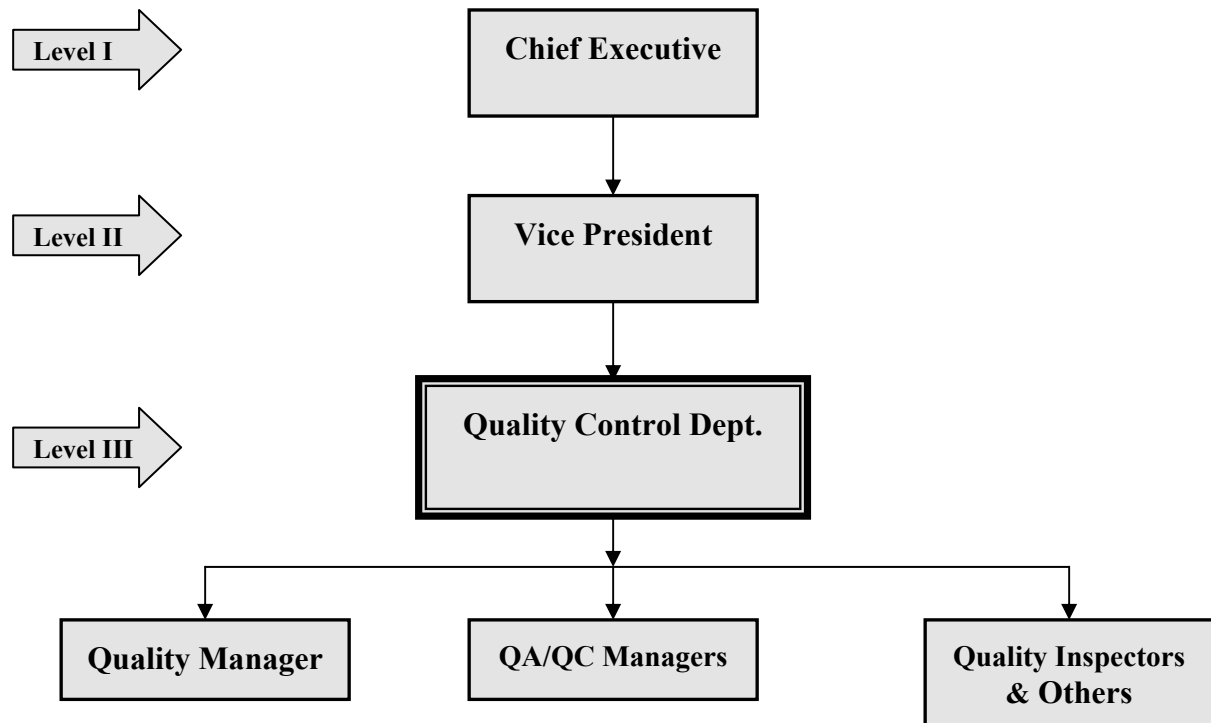 Level I
Chief Executive
Level II
Vice President
Level III
Quality Control Dept.
Quality Manager
QA/QC Managers
Quality Inspectors
& Others